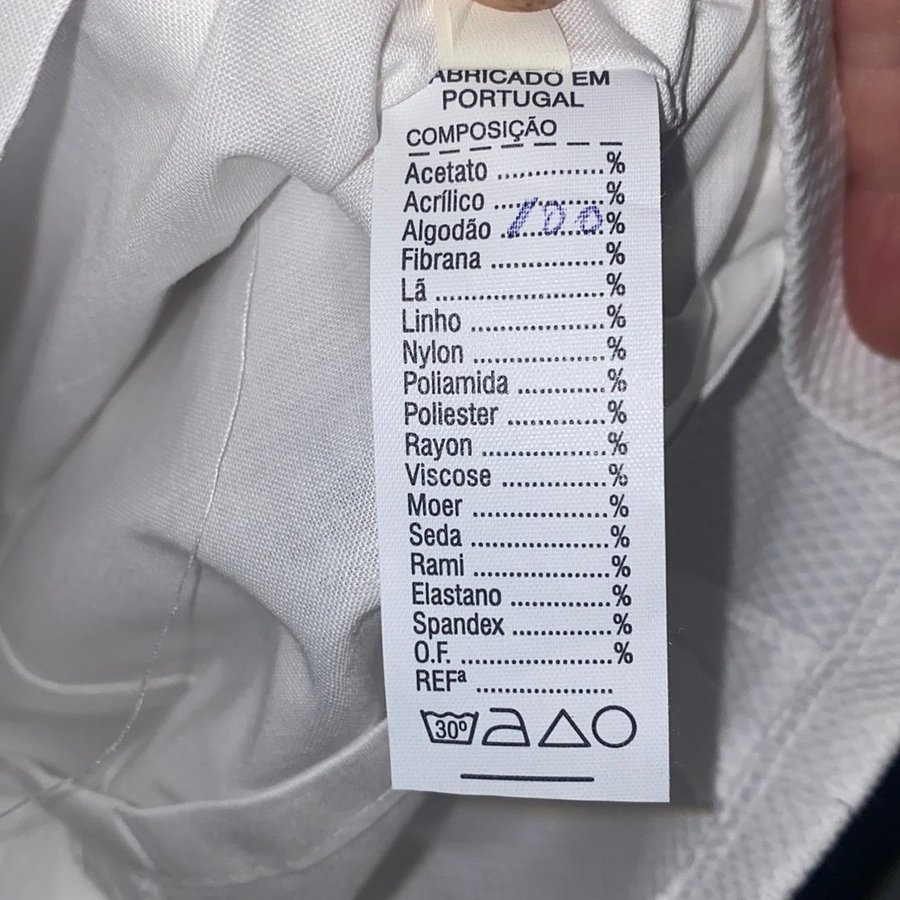 ABRICADO EM
PORTUGAL
COMPOSIÇÃO
Acetato ..............%
Acrílico ..............%
Algodão 100%
Fibrana ...............%
Lã .......................%
Linho ..................%
Nylon ..................%
Poliamida ...........%
Poliester .............%
Rayon .................%
Viscose ..............%
Moer ...................%
Seda ...................%
Rami ...................%
Elastano .............%
Spandex .............%
O.F. .....................%
REFª ...................
30º